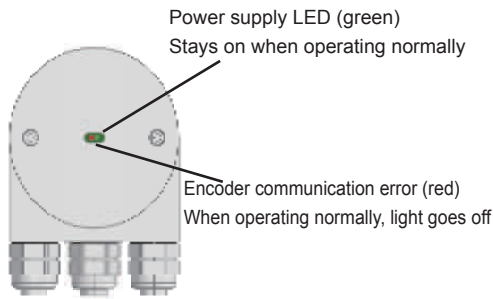 Power supply LED (green)
Stays on when operating normally
Encoder communication error (red)
When operating normally, light goes off